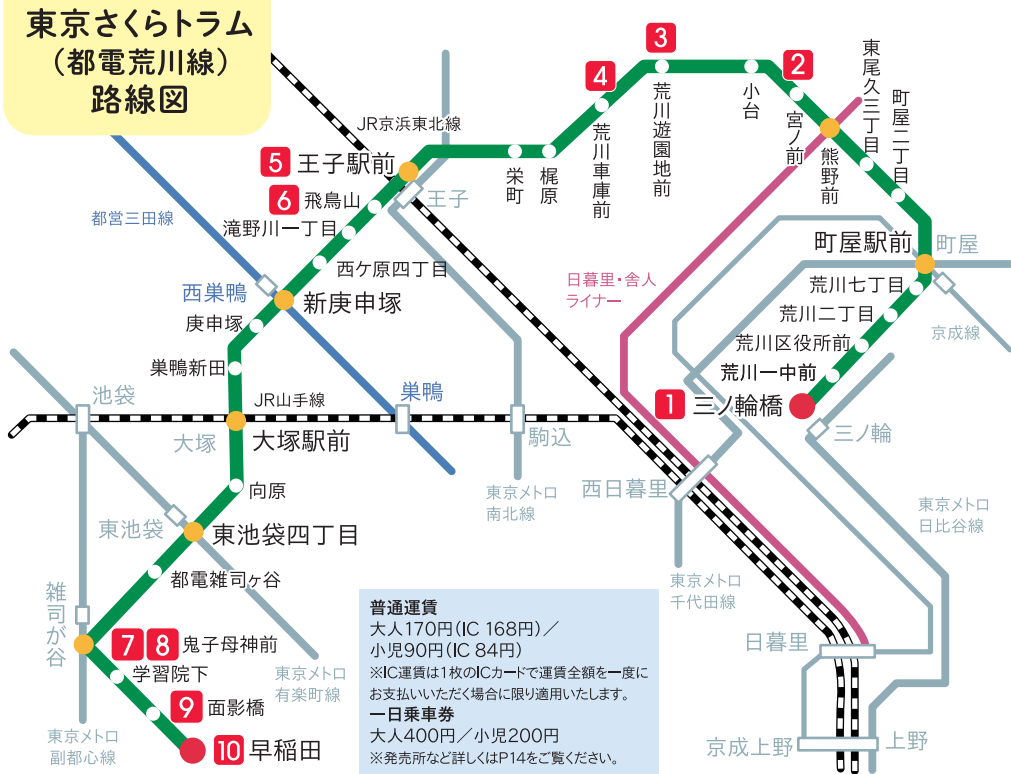 東京さくらトラム
（都電荒川線）
路線図
JR京浜東北線
5 王子駅前
6 飛鳥山
滝野川一丁目
西ケ原四丁目
都営三田線
西巣鴨
新庚申塚
庚申塚
巣鴨新田
王子
栄町
梶原
4
荒川車庫前
3
荒川遊園地前
小台
2
宮ノ前
熊野前
東尾久三丁目
町屋二丁目
町屋駅前
町屋
荒川七丁目
荒川二丁目
荒川区役所前
荒川一中前
1 三ノ輪橋
三ノ輪
京成線
日暮里・舎人
ライナー
池袋
JR山手線
巣鴨
大塚
大塚駅前
駒込
向原
東池袋
東池袋四丁目
都電雑司ヶ谷
雑司が谷
7 8 鬼子母神前
学習院下
9 面影橋
10 早稲田
東京メトロ
副都心線
東京メトロ
有楽町線
東京メトロ
南北線
西日暮里
東京メトロ
千代田線
東京メトロ
日比谷線
日暮里
京成上野
上野
普通運賃
大人170円（IC 168円）／
小児90円（IC 84円）
※IC運賃は1枚のICカードで運賃全額を一度に
お支払いいただく場合に限り適用いたします。
一日乗車券
大人400円／小児200円
※発売所など詳しくはP14をご覧ください。